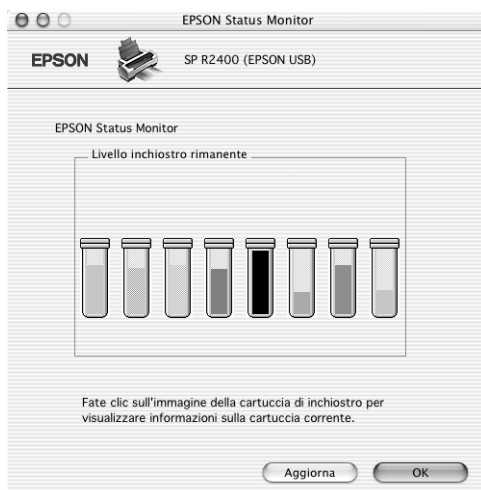 EPSON Status Monitor
EPSON
SP R2400 (EPSON USB)
EPSON Status Monitor
Livello inchiostro rimanente
Fate clic sull'immagine della cartuccia di inchiostro per
visualizzare informazioni sulla cartuccia corrente.
Aggiorna
OK